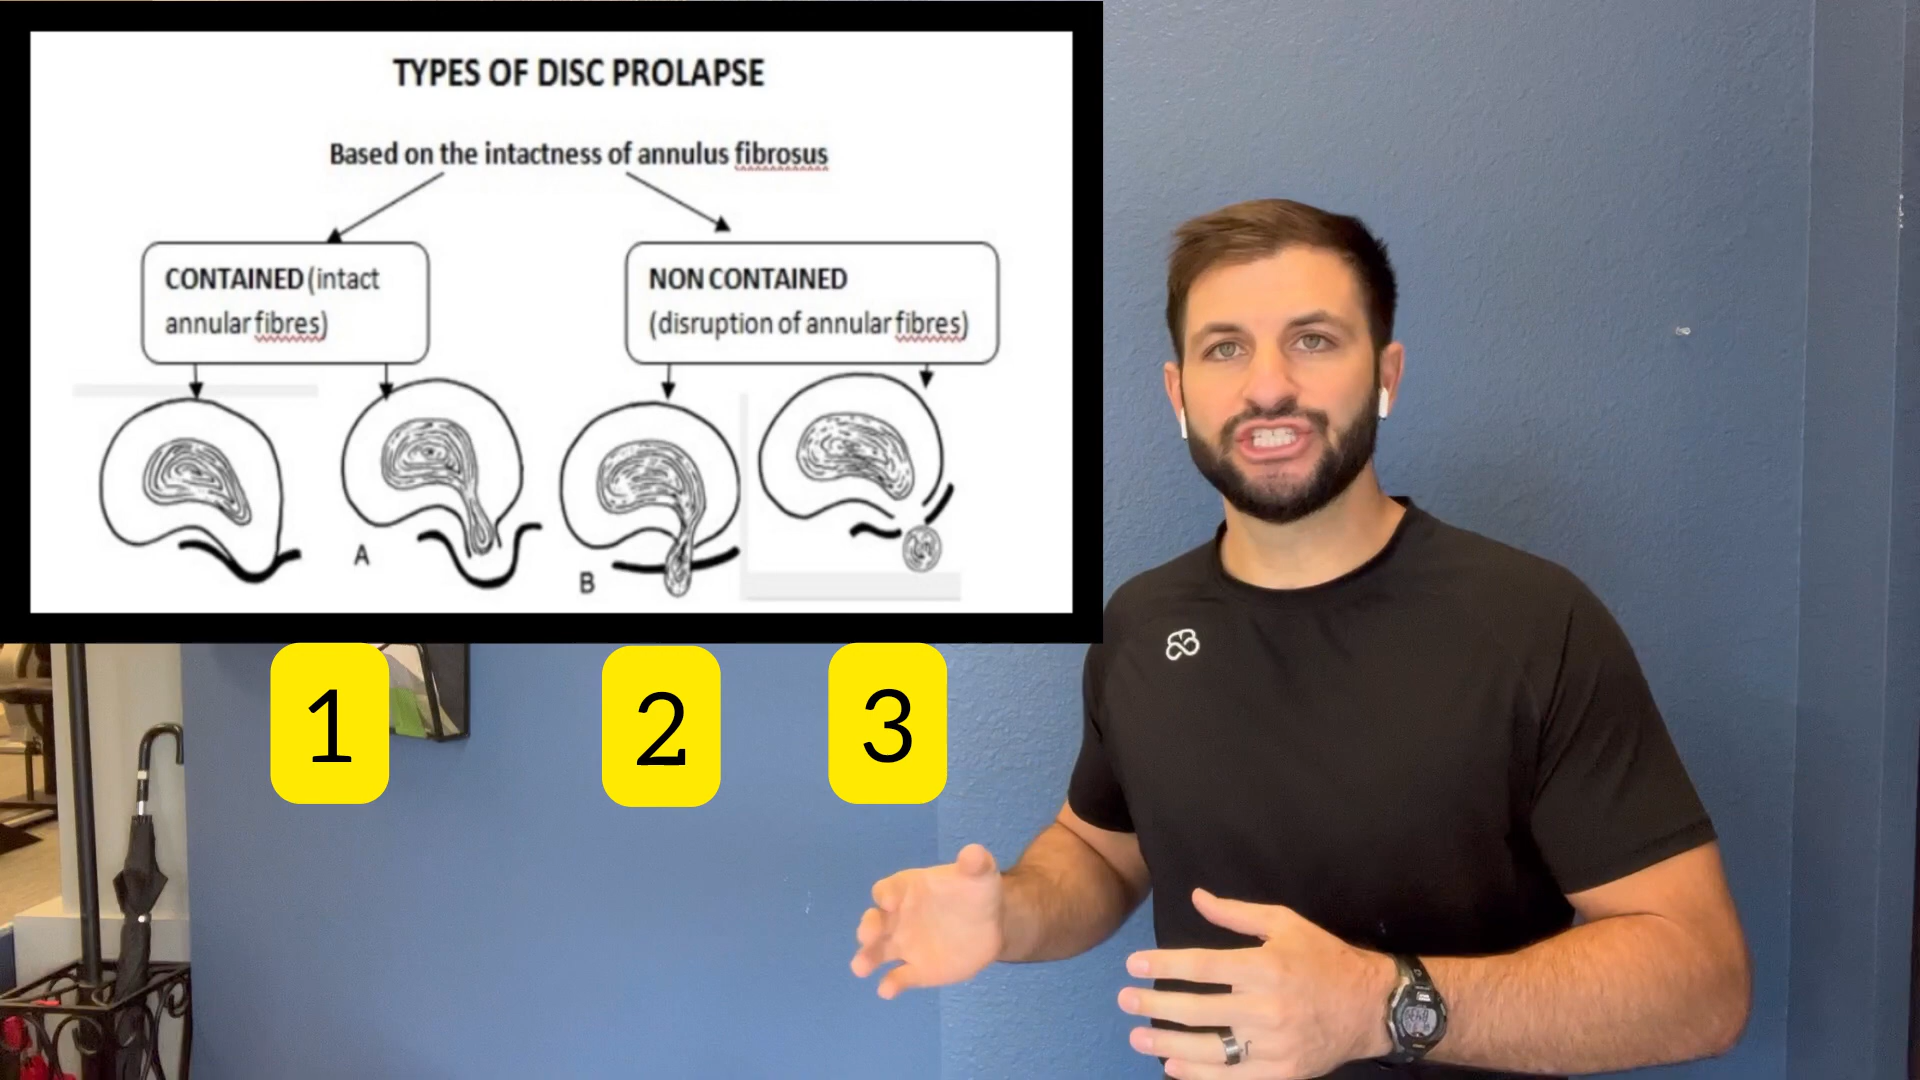 TYPES OF DISC PROLAPSE
Based on the intactness of annulus fibrosus
CONTAINED (intact
annular fibres)
NON CONTAINED
(disruption of annular fibres)
A
B
1
2
3